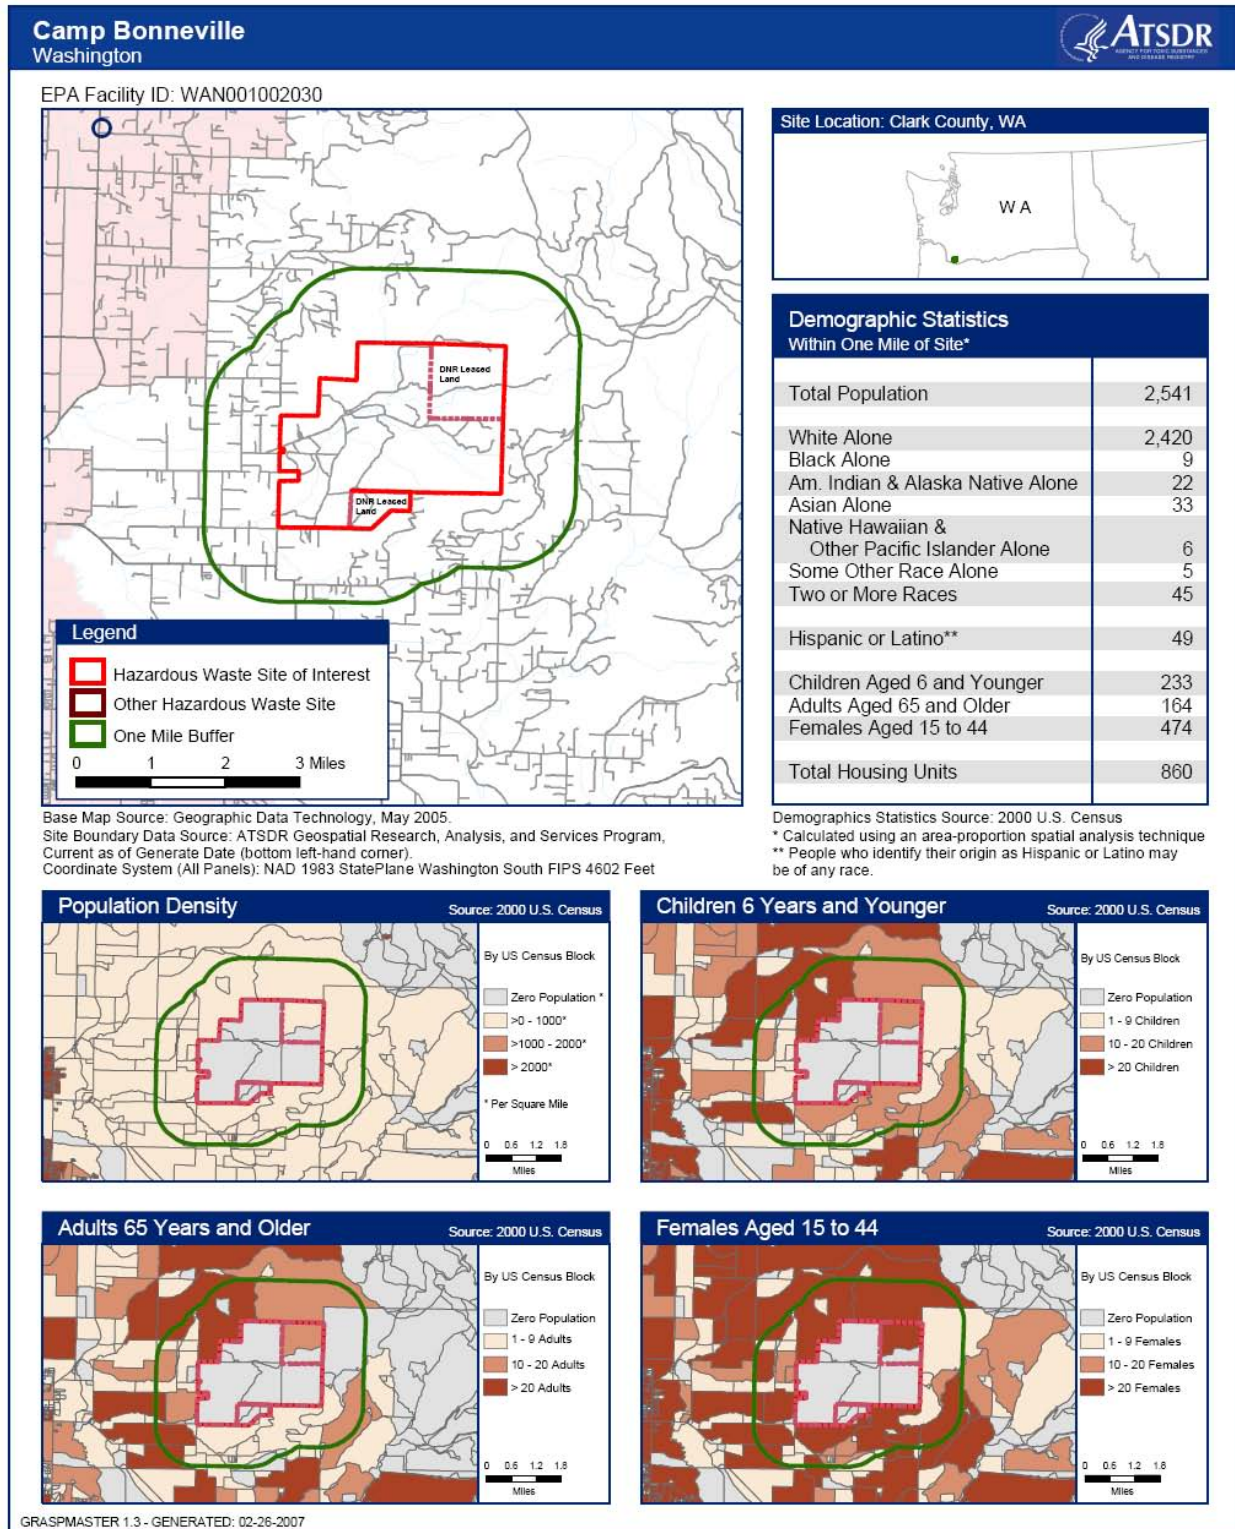 Camp Bonneville
Washington
ATSDR
AGENCY FOR TOXIC SUBSTANCES
AND DISEASE REGISTRY
EPA Facility ID: WAN001002030
DNR Leased
Land
DNR Leased
Land
Legend
Hazardous Waste Site of Interest
Other Hazardous Waste Site
One Mile Buffer
0 1 2 3 Miles
Site Location: Clark County, WA
W A
Demographic Statistics
Within One Mile of Site*
Total Population 2,541
White Alone 2,420
Black Alone 9
Am. Indian & Alaska Native Alone 22
Asian Alone 33
Native Hawaiian &
Other Pacific Islander Alone 6
Some Other Race Alone 5
Two or More Races 45
Hispanic or Latino** 49
Children Aged 6 and Younger 233
Adults Aged 65 and Older 164
Females Aged 15 to 44 474
Total Housing Units 860
Base Map Source: Geographic Data Technology, May 2005.
Site Boundary Data Source: ATSDR Geospatial Research, Analysis, and Services Program,
Current as of Generate Date (bottom left-hand corner).
Coordinate System (All Panels): NAD 1983 StatePlane Washington South FIPS 4602 Feet
Demographics Statistics Source: 2000 U.S. Census
* Calculated using an area-proportion spatial analysis technique
** People who identify their origin as Hispanic or Latino may
be of any race.
Population Density Source: 2000 U.S. Census
By US Census Block
Zero Population *
>0 - 1000*
>1000 - 2000*
> 2000*
* Per Square Mile
0 0.6 1.2 1.8
Miles
Children 6 Years and Younger Source: 2000 U.S. Census
By US Census Block
Zero Population
1 - 9 Children
10 - 20 Children
> 20 Children
0 0.6 1.2 1.8
Miles
Adults 65 Years and Older Source: 2000 U.S. Census
By US Census Block
Zero Population
1 - 9 Adults
10 - 20 Adults
> 20 Adults
0 0.6 1.2 1.8
Miles
Females Aged 15 to 44 Source: 2000 U.S. Census
By US Census Block
Zero Population
1 - 9 Females
10 - 20 Females
> 20 Females
0 0.6 1.2 1.8
Miles
GRASPMASTER 1.3 - GENERATED: 02-26-2007